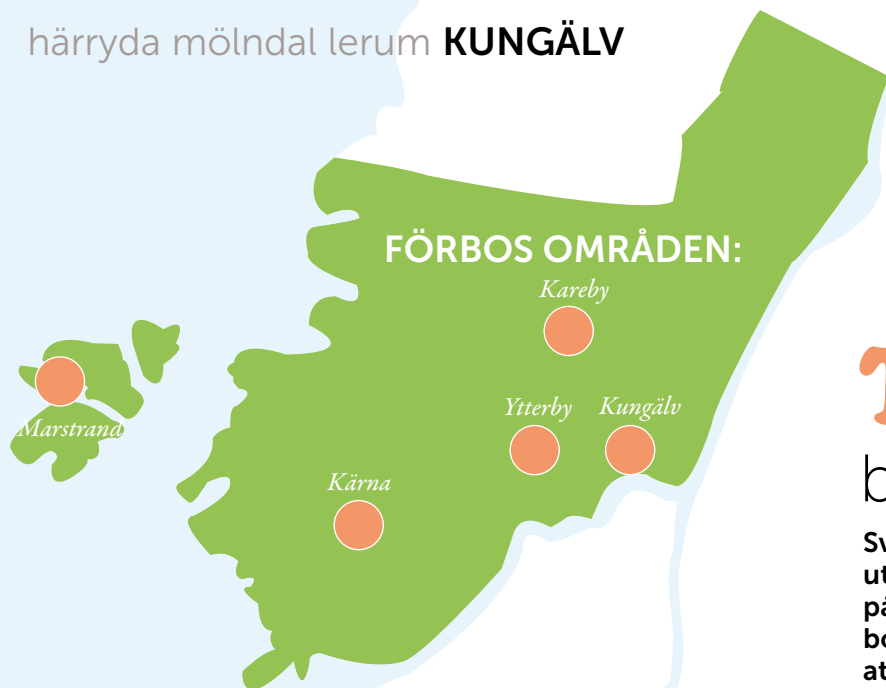 härryda mölndal lerum KUNGÄLV
FÖRBOS OMRÅDEN:
Kareby
Ytterby Kungälv
Marstrand
Kärna